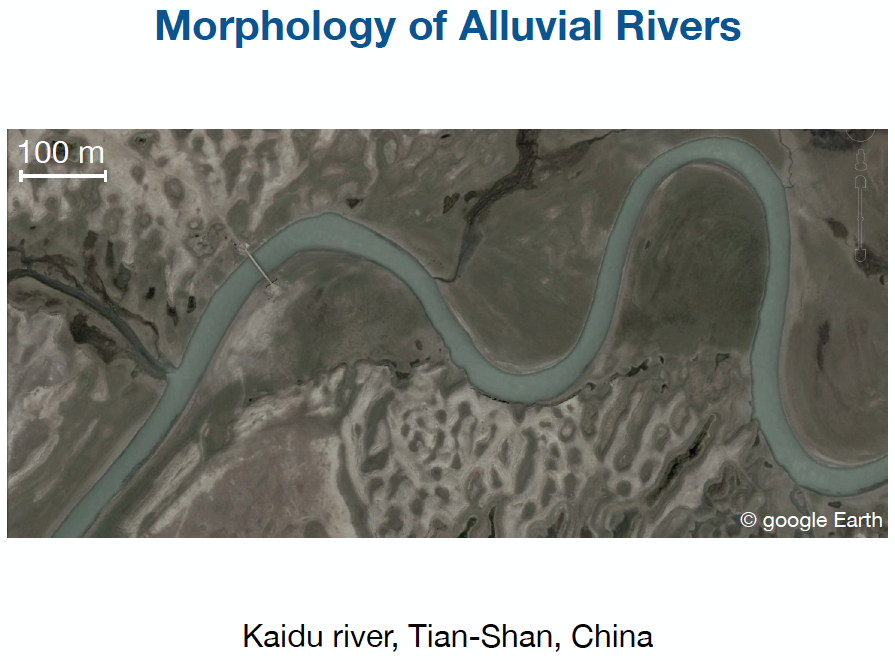 Morphology of Alluvial Rivers
100 m
© google Earth
Kaidu river, Tian-Shan, China